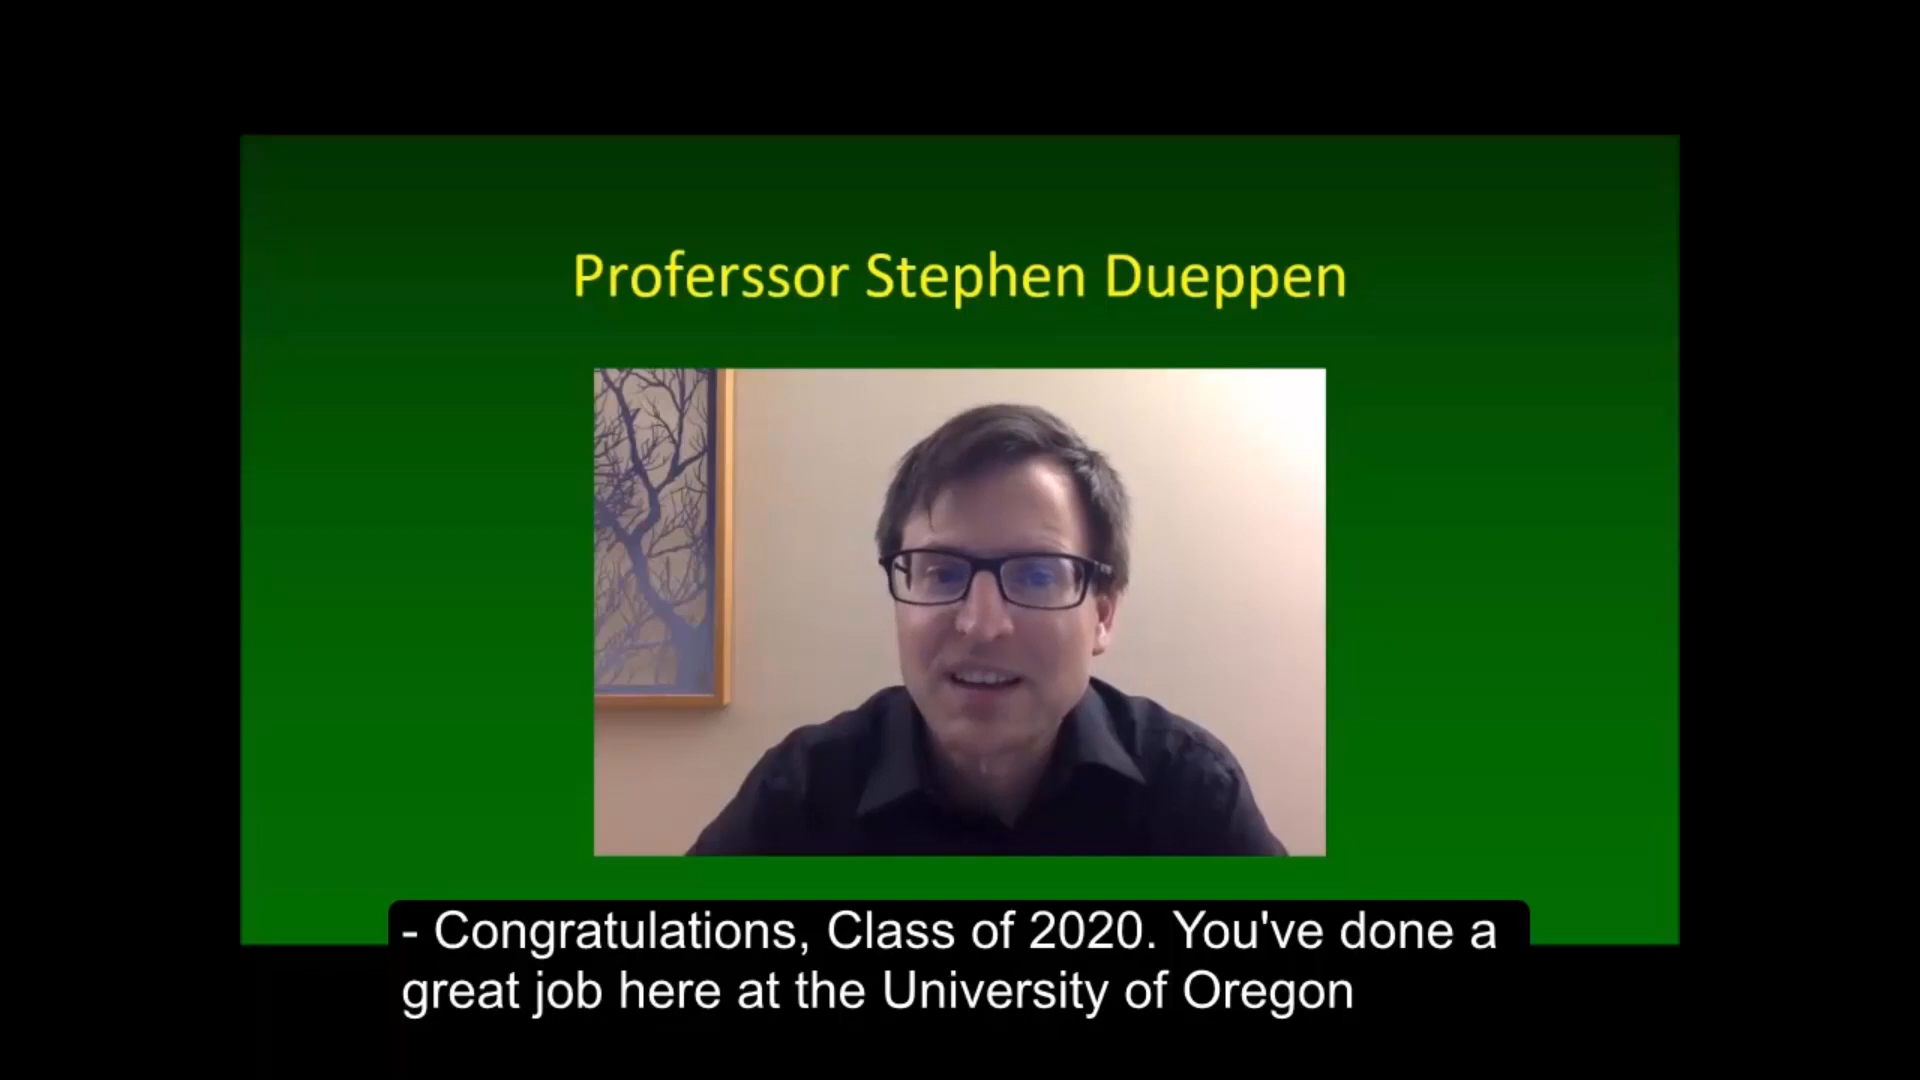 Proferssor Stephen Dueppen
- Congratulations, Class of 2020. You've done a
great job here at the University of Oregon